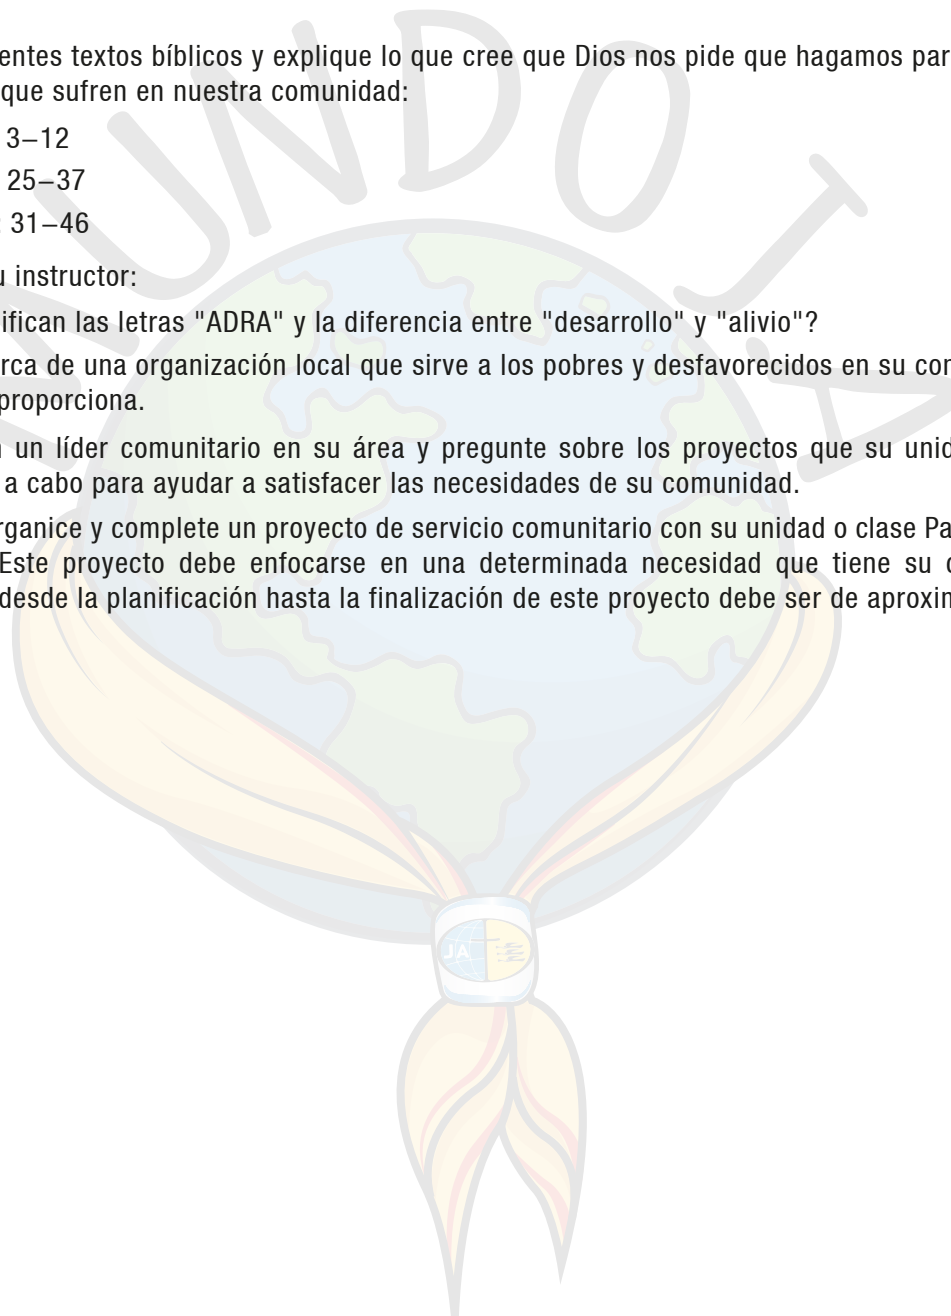 entes textos bíblicos y explique lo que cree que Dios nos pide que hagamos par
que sufren en nuestra comunidad:
3–12
25–37
: 31–46
u instructor:
ifican las letras "ADRA" y la diferencia entre "desarrollo" y "alivio"?
rca de una organización local que sirve a los pobres y desfavorecidos en su con
proporciona.
n un líder comunitario en su área y pregunte sobre los proyectos que su unid
a cabo para ayudar a satisfacer las necesidades de su comunidad.
rganice y complete un proyecto de servicio comunitario con su unidad o clase Pa
Este proyecto debe enfocarse en una determinada necesidad que tiene su c
desde la planificación hasta la finalización de este proyecto debe ser de aproxin
MUNDO JA
JA